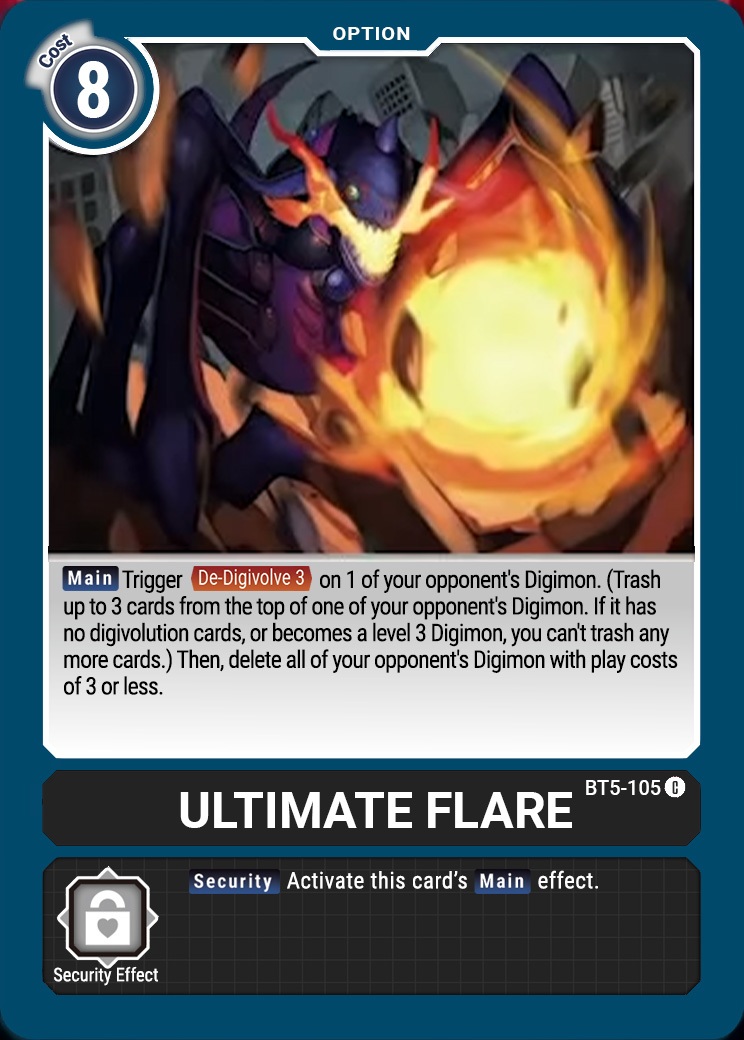 OPTION
Cost
8
Main Trigger De-Digivolve 3 on 1 of your opponent's Digimon. (Trash
up to 3 cards from the top of one of your opponent's Digimon. If it has
no digivolution cards, or becomes a level 3 Digimon, you can't trash any
more cards.) Then, delete all of your opponent's Digimon with play costs
of 3 or less.
BT5-105 C
ULTIMATE FLARE
Security Activate this card's Main effect.
Security Effect